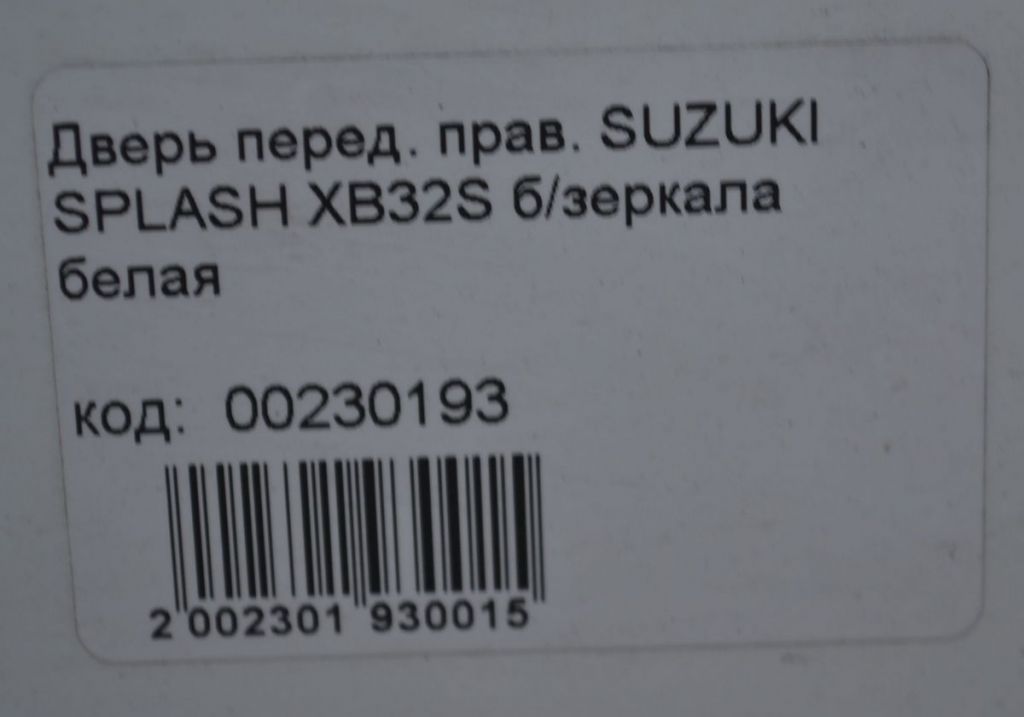 Дверь перед. прав. SUZUKI
SPLASH XB32S б/зеркала
белая
код: 00230193
2 002301 930015